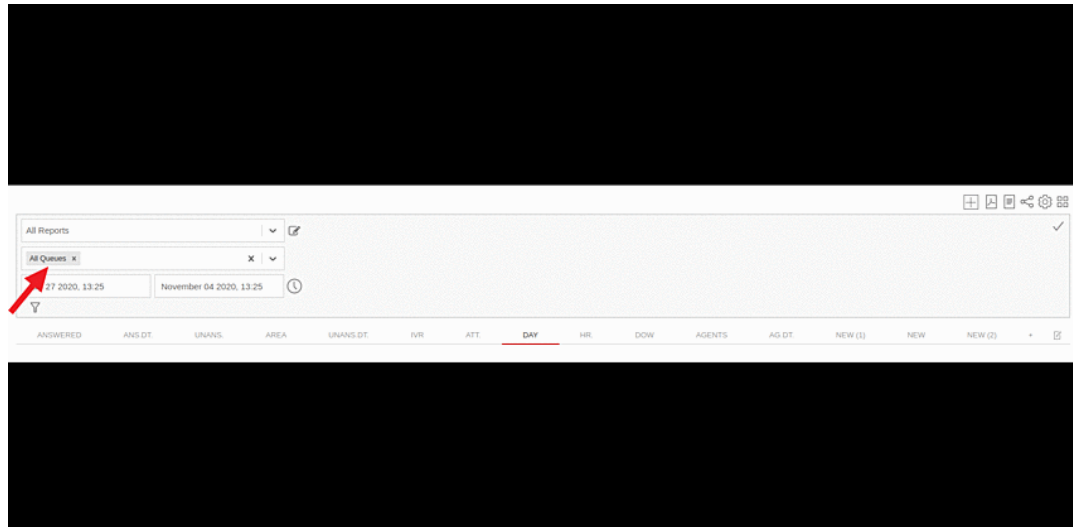 All Reports
All Queues x
27 2020, 13:25 November 04 2020, 13:25
ANSWERED ANS.DT. UNANS. AREA UNANS.DT. IVR ATT. DAY HR. DOW AGENTS AG.DT. NEW (1) NEW NEW (2) +